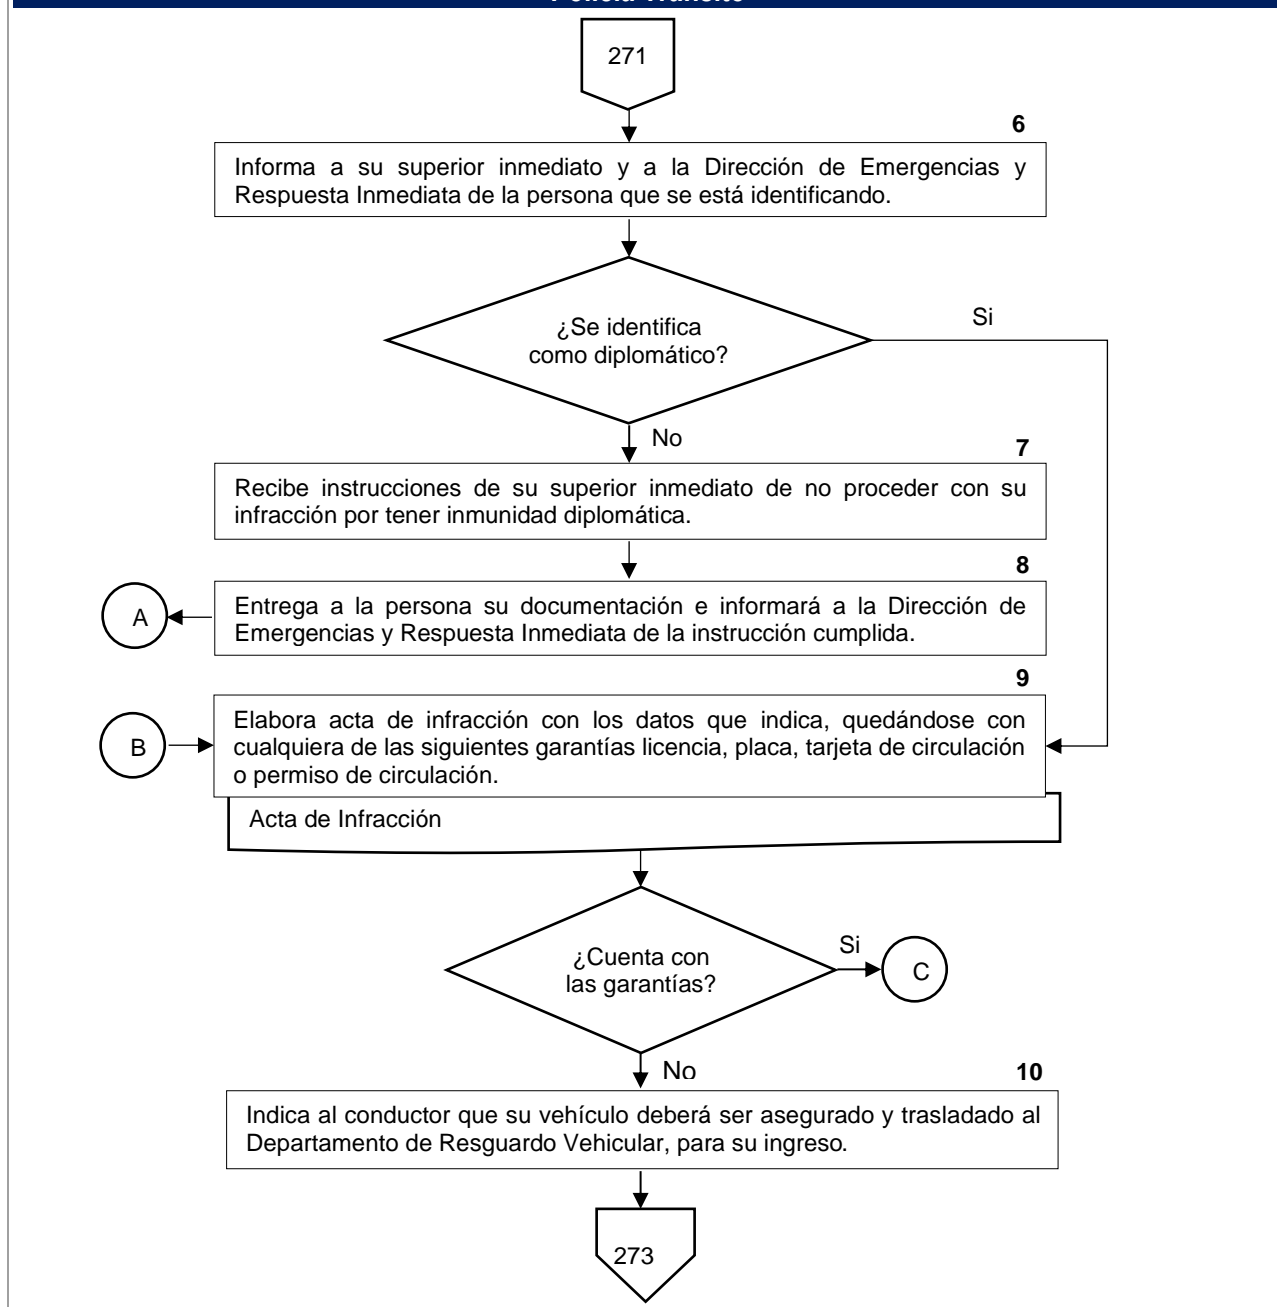 271
6
Informa a su superior inmediato y a la Dirección de Emergencias y
Respuesta Inmediata de la persona que se está identificando.
¿Se identifica
como diplomático?
Si
No
7
Recibe instrucciones de su superior inmediato de no proceder con su
infracción por tener inmunidad diplomática.
8
A
Entrega a la persona su documentación e informará a la Dirección de
Emergencias y Respuesta Inmediata de la instrucción cumplida.
9
B
Elabora acta de infracción con los datos que indica, quedándose con
cualquiera de las siguientes garantías licencia, placa, tarjeta de circulación
o permiso de circulación.
Acta de Infracción
¿Cuenta con
las garantías?
Si
C
No
10
Indica al conductor que su vehículo deberá ser asegurado y trasladado al
Departamento de Resguardo Vehicular, para su ingreso.
273